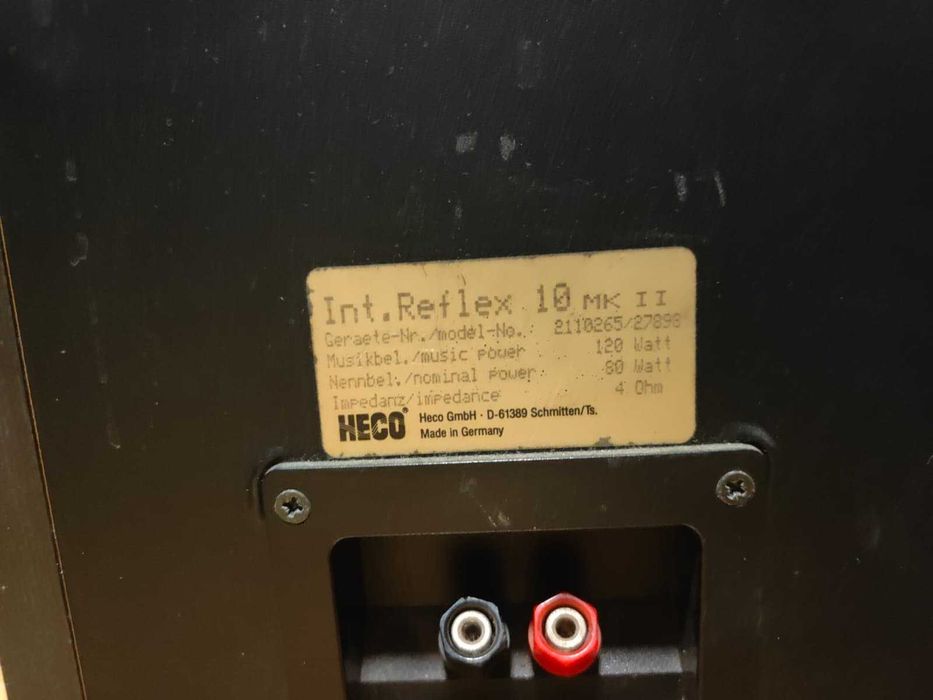 Int.Reflex 10 MK II
Geraete-Nr./model-No. 2110265/27898
Musikbel./music power 120 Watt
Nennbel./nominal power 80 Watt
Impedanz/impedance 4 Ohm
HECO® Heco GmbH · D-61389 Schmitten/Ts.
Made in Germany